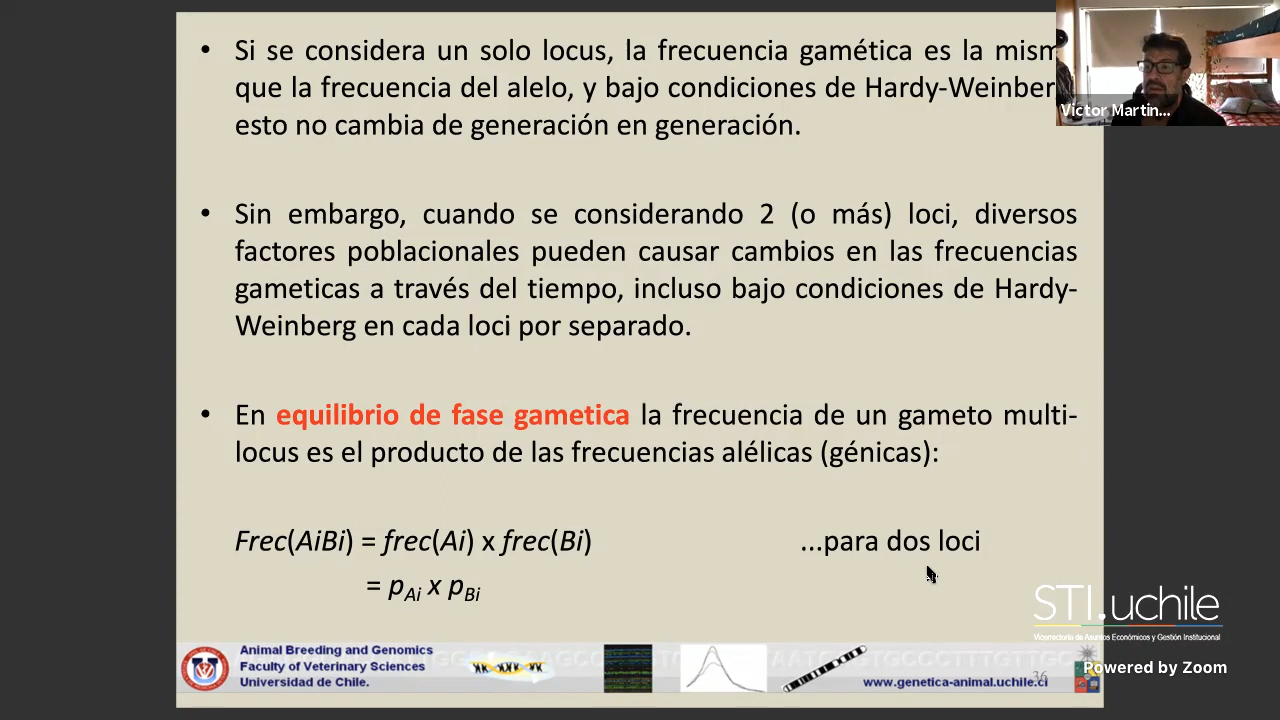 • Si se considera un solo locus, la frecuencia gamética es la mism
que la frecuencia del alelo, y bajo condiciones de Hardy-Weinber
esto no cambia de generación en generación.
• Sin embargo, cuando se considerando 2 (o más) loci, diversos
factores poblacionales pueden causar cambios en las frecuencias
gameticas a través del tiempo, incluso bajo condiciones de Hardy-
Weinberg en cada loci por separado.
• En equilibrio de fase gametica la frecuencia de un gameto multi-
locus es el producto de las frecuencias alélicas (génicas):
Frec(AiBi) = frec(Ai) x frec(Bi) ...para dos loci
= pAi x pBi
Victor Martin...
STI.uchile
Vicerrectoría de Asuntos Económicos y Gestión Institucional
Powered by Zoom
Animal Breeding and Genomics
Faculty of Veterinary Sciences
Universidad de Chile.
www.genetica-animal.uchile.cl
36